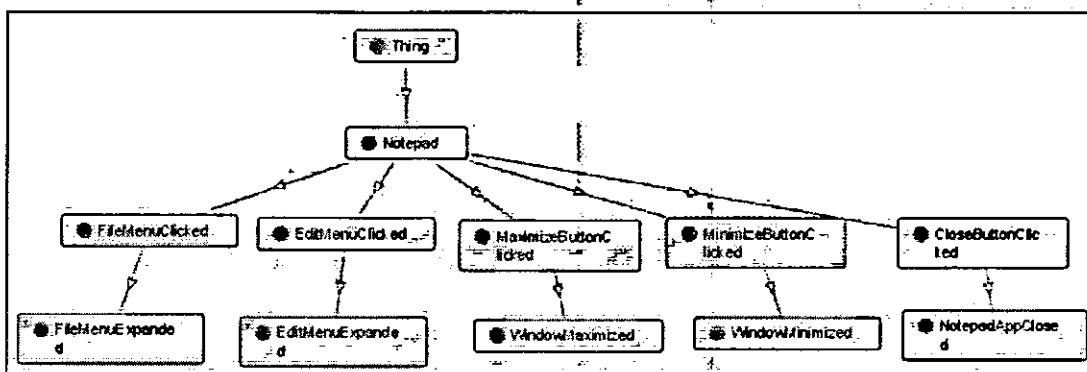 Thing
Notepad
FileMenuClicked
EditMenuClicked
MaximizeButtonC
licked
MinimizeButtonC
licked
CloseButtonClic
ked
FileMenuExpande
d
EditMenuExpande
d
WindowMaximized
WindowMinimized
NotepadAppClose
d